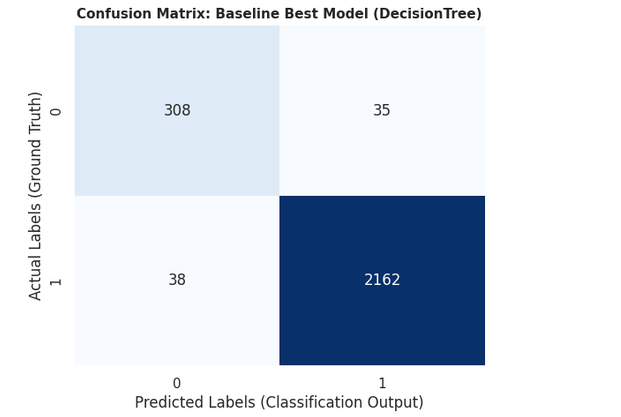 Confusion Matrix: Baseline Best Model (DecisionTree)
Actual Labels (Ground Truth)
0
308
35
1
38
2162
0
1
Predicted Labels (Classification Output)